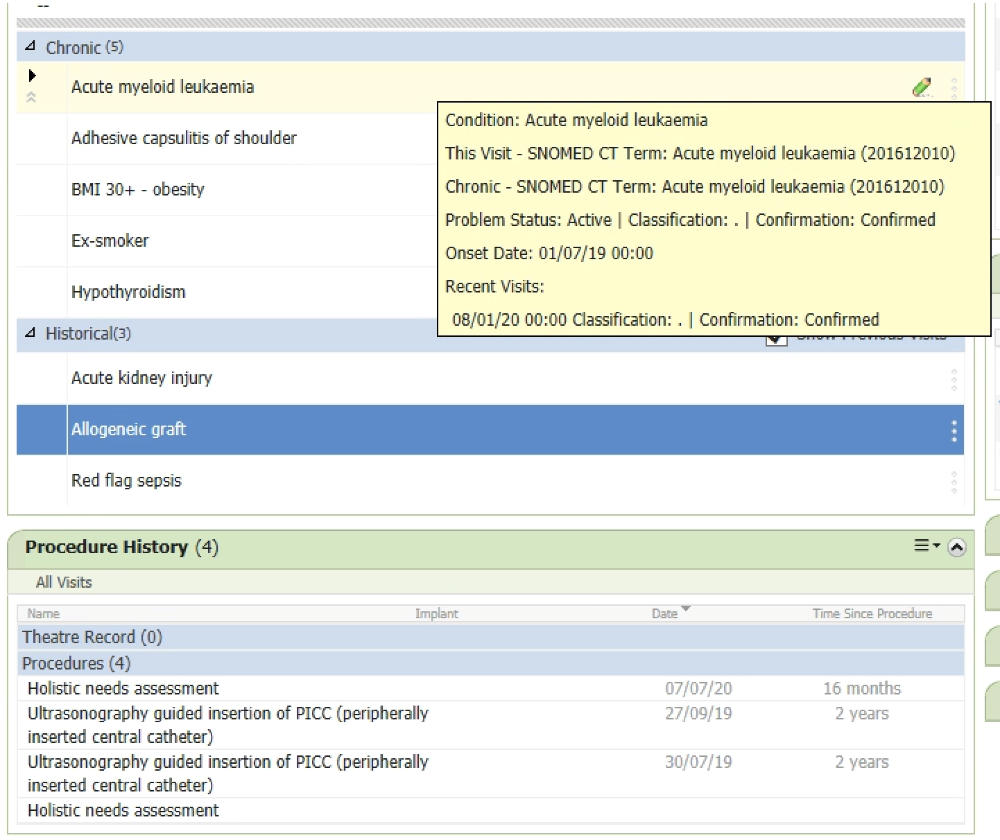 Chronic (5)
Acute myeloid leukaemia
Adhesive capsulitis of shoulder
BMI 30+ - obesity
Ex-smoker
Hypothyroidism
Condition: Acute myeloid leukaemia
This Visit - SNOMED CT Term: Acute myeloid leukaemia (201612010)
Chronic - SNOMED CT Term: Acute myeloid leukaemia (201612010)
Problem Status: Active | Classification: . | Confirmation: Confirmed
Onset Date: 01/07/19 00:00
Recent Visits:
08/01/20 00:00 Classification: . | Confirmation: Confirmed
Historical(3) Show Previous Visits
Acute kidney injury
Allogeneic graft
Red flag sepsis
Procedure History (4)
All Visits
Name Implant Date Time Since Procedure
Theatre Record (0)
Procedures (4)
Holistic needs assessment 07/07/20 16 months
Ultrasonography guided insertion of PICC (peripherally 27/09/19 2 years
inserted central catheter)
Ultrasonography guided insertion of PICC (peripherally 30/07/19 2 years
inserted central catheter)
Holistic needs assessment